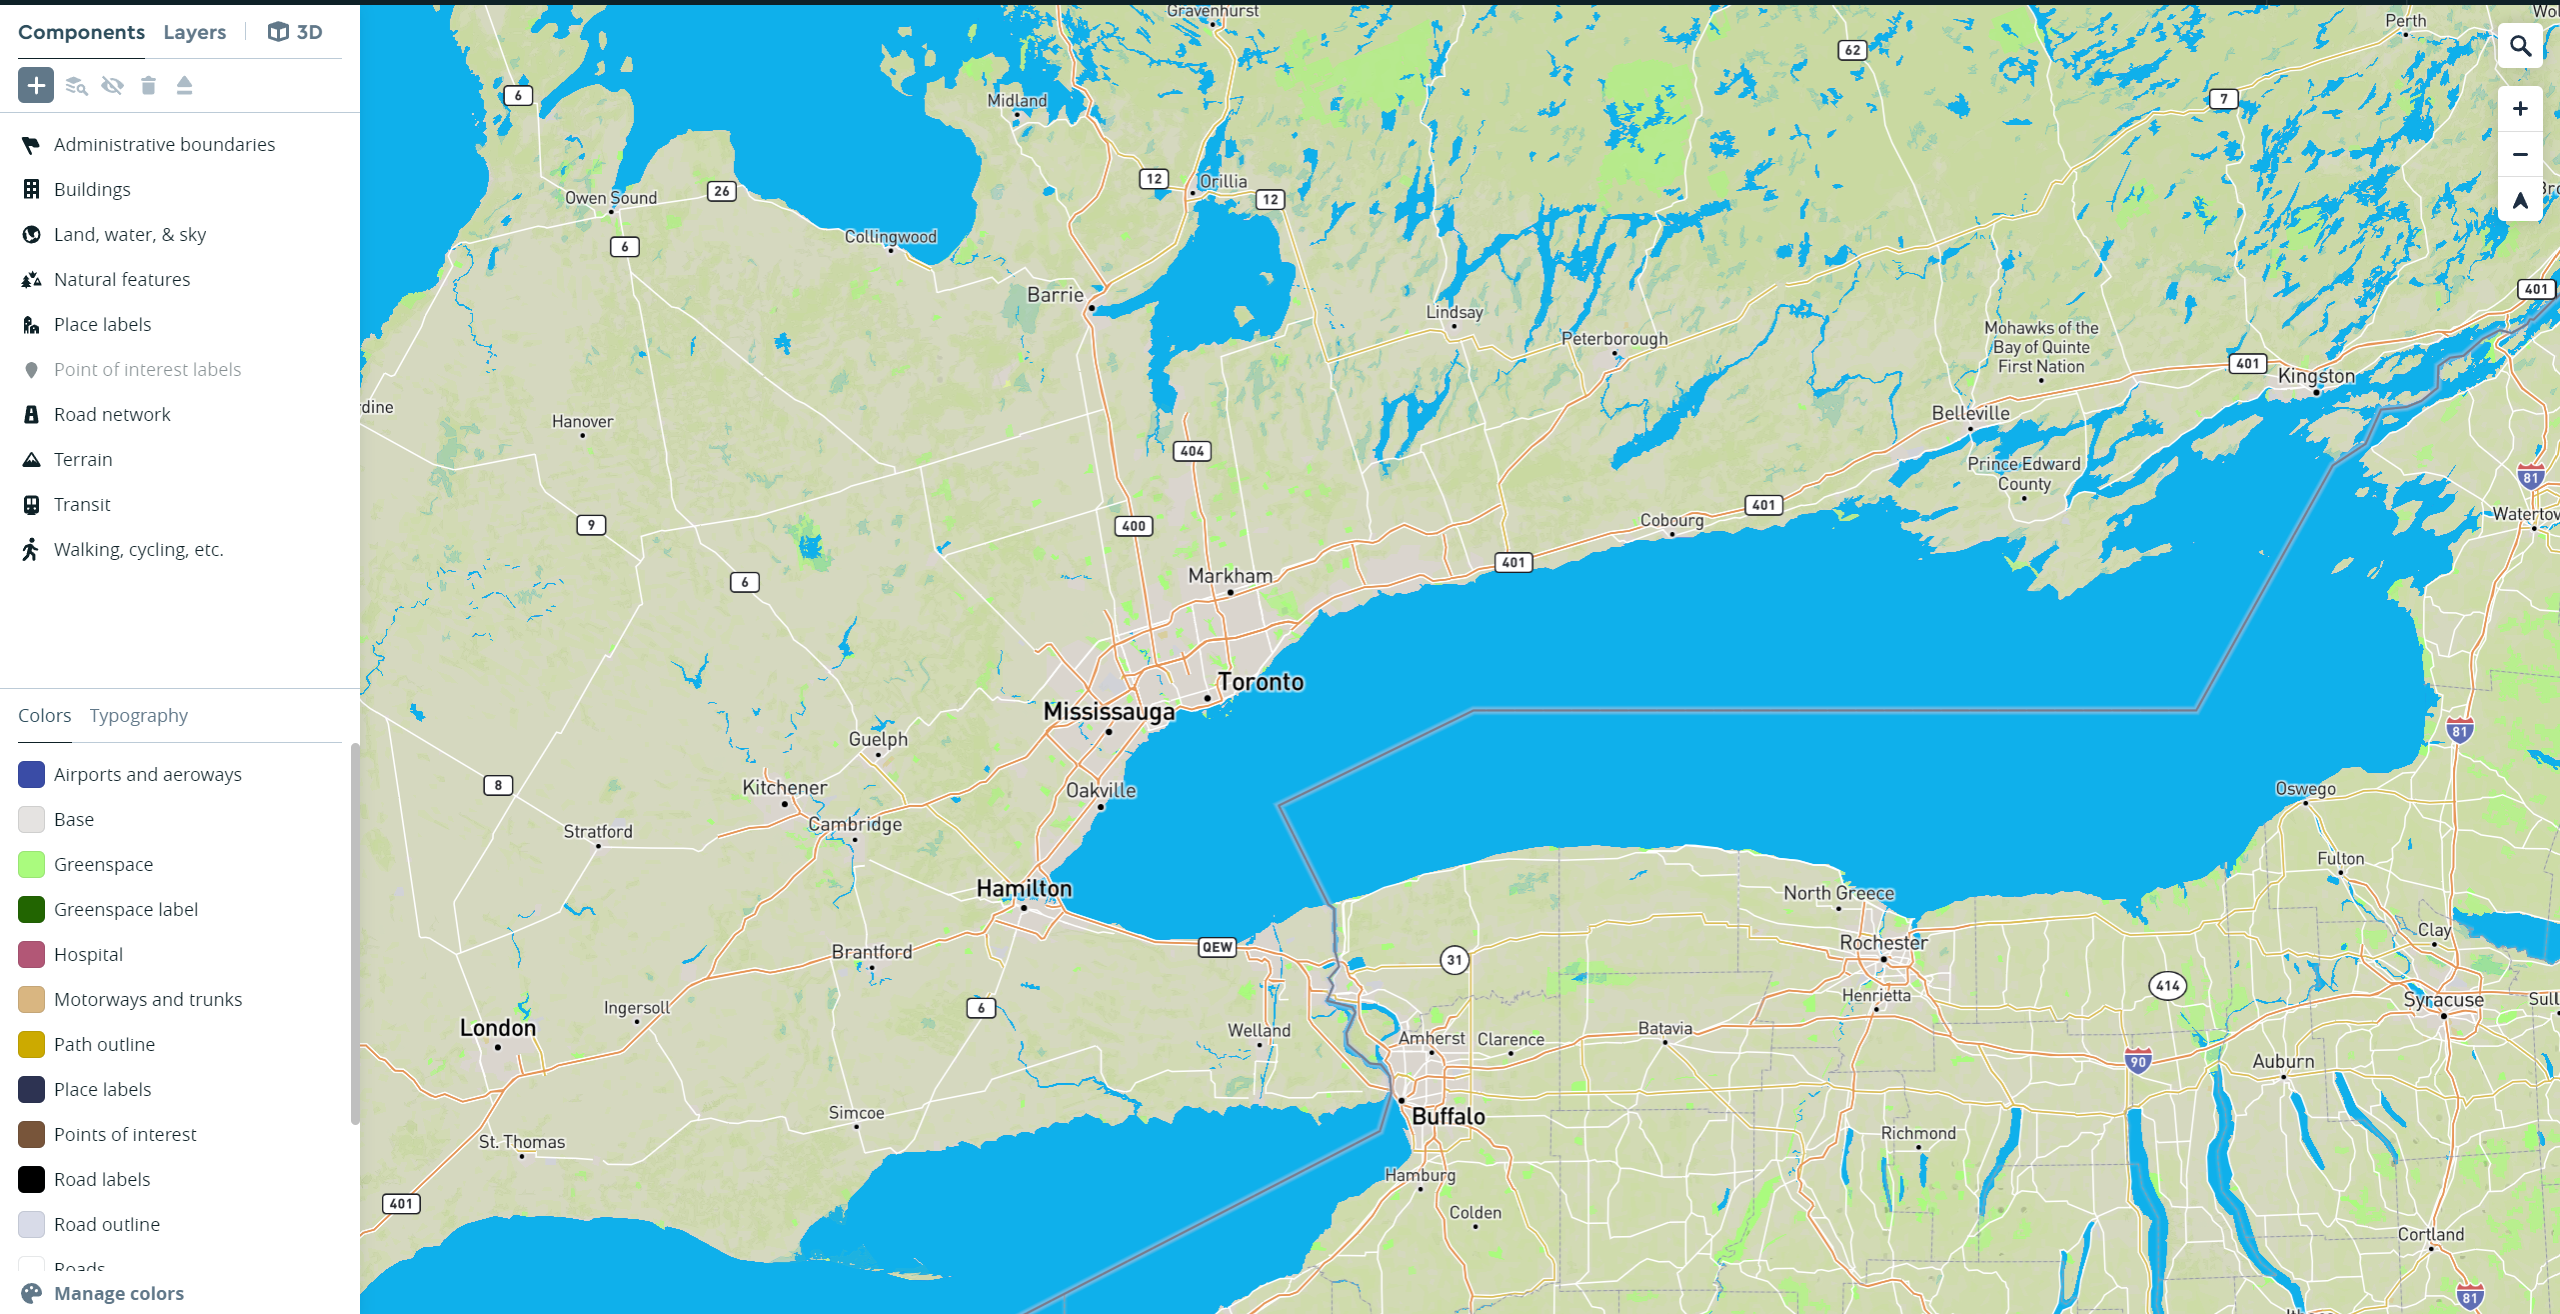 Components
Layers
3D
Administrative boundaries
Buildings
Land, water, & sky
Natural features
Place labels
Point of interest labels
Road network
Terrain
Transit
Walking, cycling, etc.
Colors
Typography
Airports and aeroways
Base
Greenspace
Greenspace label
Hospital
Motorways and trunks
Path outline
Place labels
Points of interest
Road labels
Road outline
Roads
Manage colors
Gravenhurst
Perth
62
6
Midland
7
12
Orillia
12
Owen Sound
26
6
Collingwood
401
Barrie
Lindsay
Peterborough
Mohawks of the
Bay of Quinte
First Nation
401
Kingston
dine
Hanover
Belleville
404
Prince Edward
County
81
9
400
401
Cobourg
Watertow
6
Markham
401
Toronto
Mississauga
81
Guelph
8
Kitchener
Oakville
Oswego
Cambridge
Stratford
Fulton
Hamilton
North Greece
Clay
QEW
Brantford
31
Rochester
Henrietta
414
Syracuse
Sull
Ingersoll
6
London
Welland
Amherst
Clarence
Batavia
90
Auburn
Simcoe
Buffalo
St. Thomas
Richmond
Hamburg
401
Colden
Cortland
81